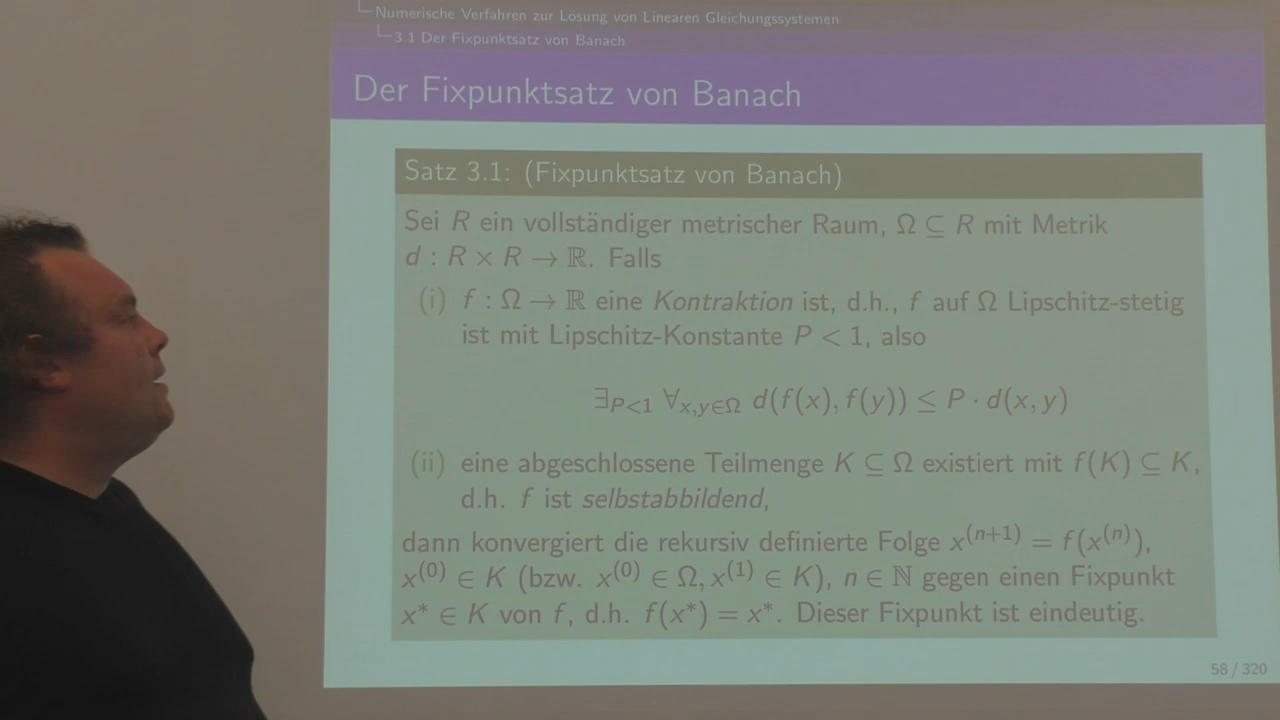 Numerische Verfahren zur Lösung von Linearen Gleichungssystemen
3.1 Der Fixpunktsatz von Banach
Der Fixpunktsatz von Banach
Satz 3.1: (Fixpunktsatz von Banach)
Sei R ein vollständiger metrischer Raum, Ω ⊆ R mit Metrik
d : R × R → ℝ. Falls
(i) f : Ω → ℝ eine Kontraktion ist, d.h., f auf Ω Lipschitz-stetig
ist mit Lipschitz-Konstante P < 1, also
∃_{P<1} ∀_{x,y∈Ω} d(f(x), f(y)) ≤ P · d(x, y)
(ii) eine abgeschlossene Teilmenge K ⊆ Ω existiert mit f(K) ⊆ K,
d.h. f ist selbstabbildend,
dann konvergiert die rekursiv definierte Folge x^{(n+1)} = f(x^{(n)}),
x^{(0)} ∈ K (bzw. x^{(0)} ∈ Ω, x^{(1)} ∈ K), n ∈ ℕ gegen einen Fixpunkt
x* ∈ K von f, d.h. f(x*) = x*. Dieser Fixpunkt ist eindeutig.
58 / 320